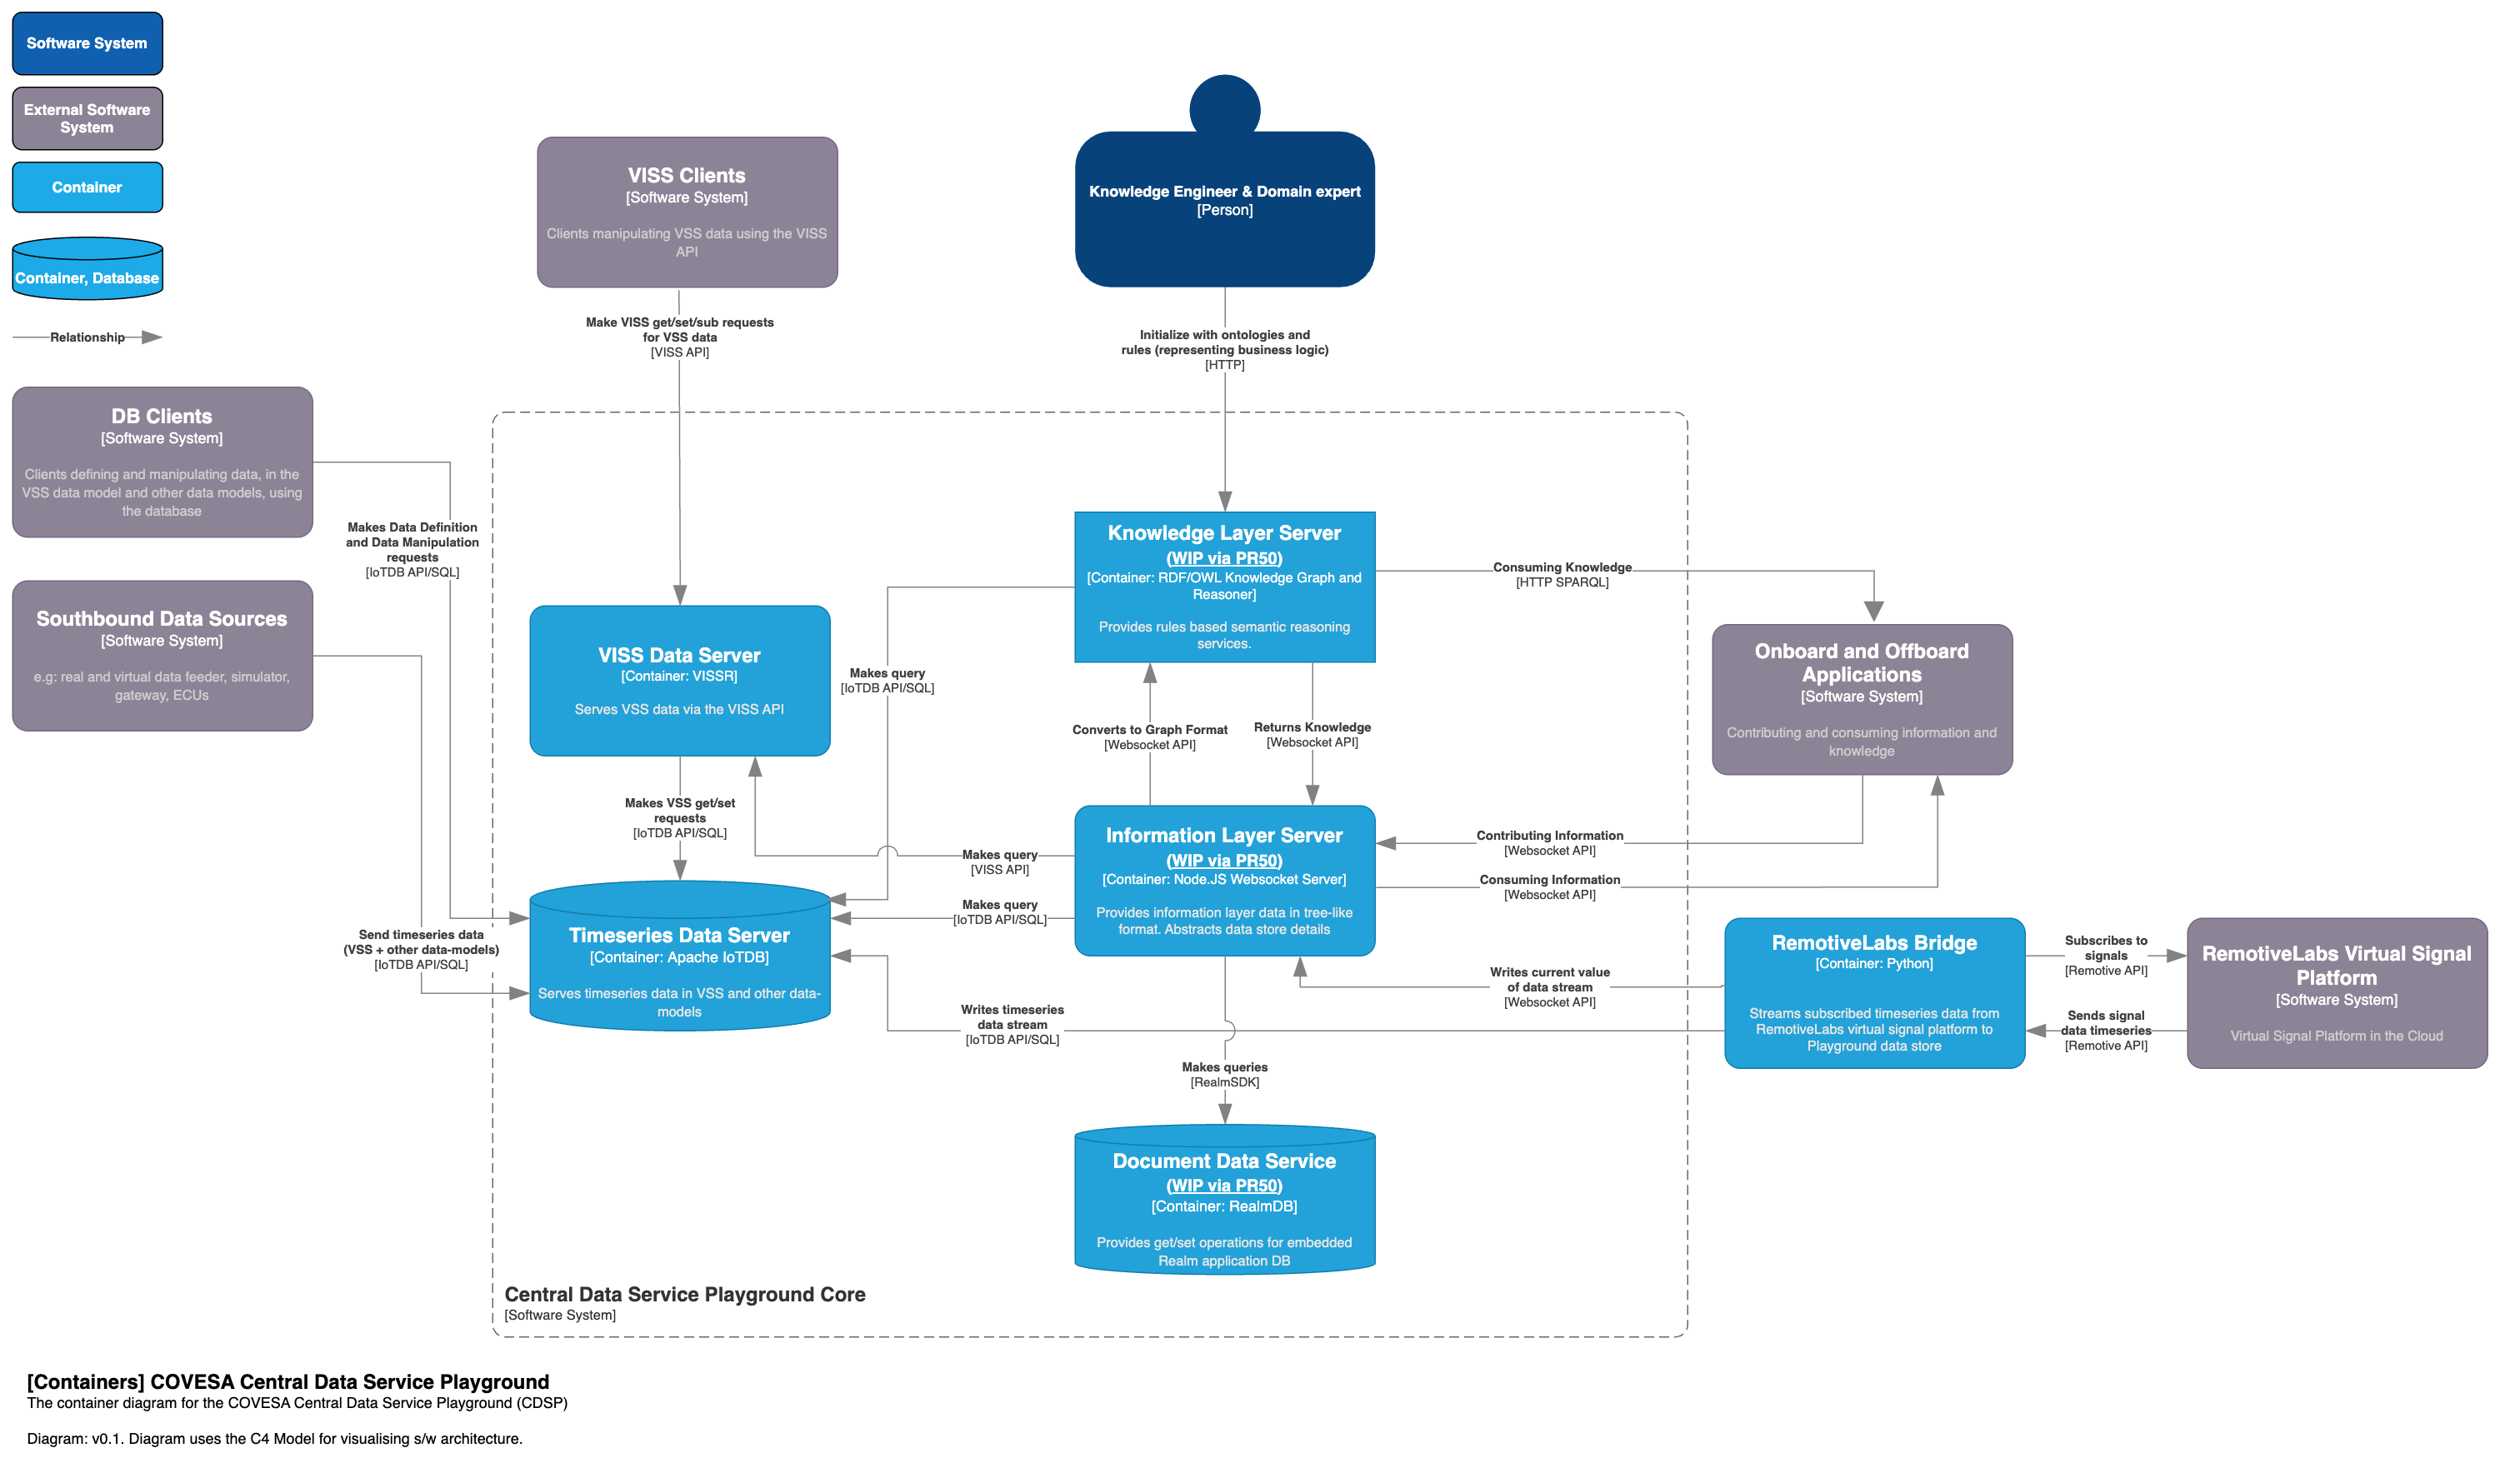 Software System
External Software
System
Container
Container, Database
Relationship
VISS Clients
[Software System]
Clients manipulating VSS data using the VISS
API
Knowledge Engineer & Domain expert
[Person]
Make VISS get/set/sub requests
for VSS data
[VISS API]
Initialize with ontologies and
rules (representing business logic)
[HTTP]
DB Clients
[Software System]
Clients defining and manipulating data, in the
VSS data model and other data models, using
the database
Makes Data Definition
and Data Manipulation
requests
[IoTDB API/SQL]
Southbound Data Sources
[Software System]
e.g: real and virtual data feeder, simulator,
gateway, ECUs
Send timeseries data
(VSS + other data-models)
[IoTDB API/SQL]
VISS Data Server
[Container: VISSR]
Serves VSS data via the VISS API
Makes VSS get/set
requests
[IoTDB API/SQL]
Timeseries Data Server
[Container: Apache IoTDB]
Serves timeseries data in VSS and other data-
models
Knowledge Layer Server
(WIP via PR50)
[Container: RDF/OWL Knowledge Graph and
Reasoner]
Provides rules based semantic reasoning
services.
Makes query
[IoTDB API/SQL]
Consuming Knowledge
[HTTP SPARQL]
Converts to Graph Format
[Websocket API]
Returns Knowledge
[Websocket API]
Onboard and Offboard
Applications
[Software System]
Contributing and consuming information and
knowledge
Information Layer Server
(WIP via PR50)
[Container: Node.JS Websocket Server]
Provides information layer data in tree-like
format. Abstracts data store details
Makes query
[VISS API]
Makes query
[IoTDB API/SQL]
Contributing Information
[Websocket API]
Consuming Information
[Websocket API]
Writes current value
of data stream
[Websocket API]
Writes timeseries
data stream
[IoTDB API/SQL]
RemotiveLabs Bridge
[Container: Python]
Streams subscribed timeseries data from
RemotiveLabs virtual signal platform to
Playground data store
Subscribes to
signals
[Remotive API]
Sends signal
data timeseries
[Remotive API]
RemotiveLabs Virtual Signal
Platform
[Software System]
Virtual Signal Platform in the Cloud
Makes queries
[RealmSDK]
Document Data Service
(WIP via PR50)
[Container: RealmDB]
Provides get/set operations for embedded
Realm application DB
Central Data Service Playground Core
[Software System]
[Containers] COVESA Central Data Service Playground
The container diagram for the COVESA Central Data Service Playground (CDSP)
Diagram: v0.1. Diagram uses the C4 Model for visualising s/w architecture.